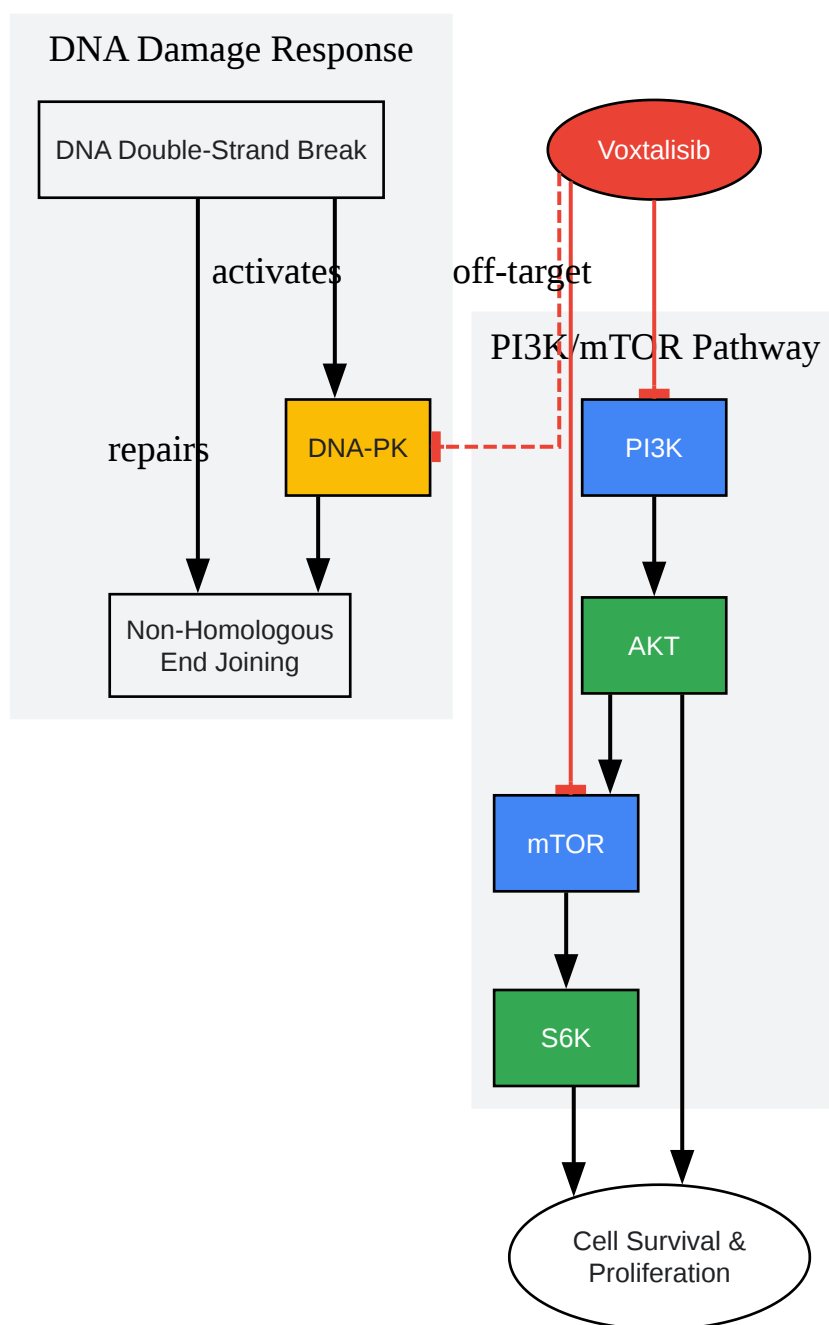 DNA Damage Response
DNA Double-Strand Break
Voxtalisib
activates
off-target
PI3K/mTOR Pathway
DNA-PK
PI3K
repairs
Non-Homologous
End Joining
AKT
mTOR
S6K
Cell Survival &
Proliferation